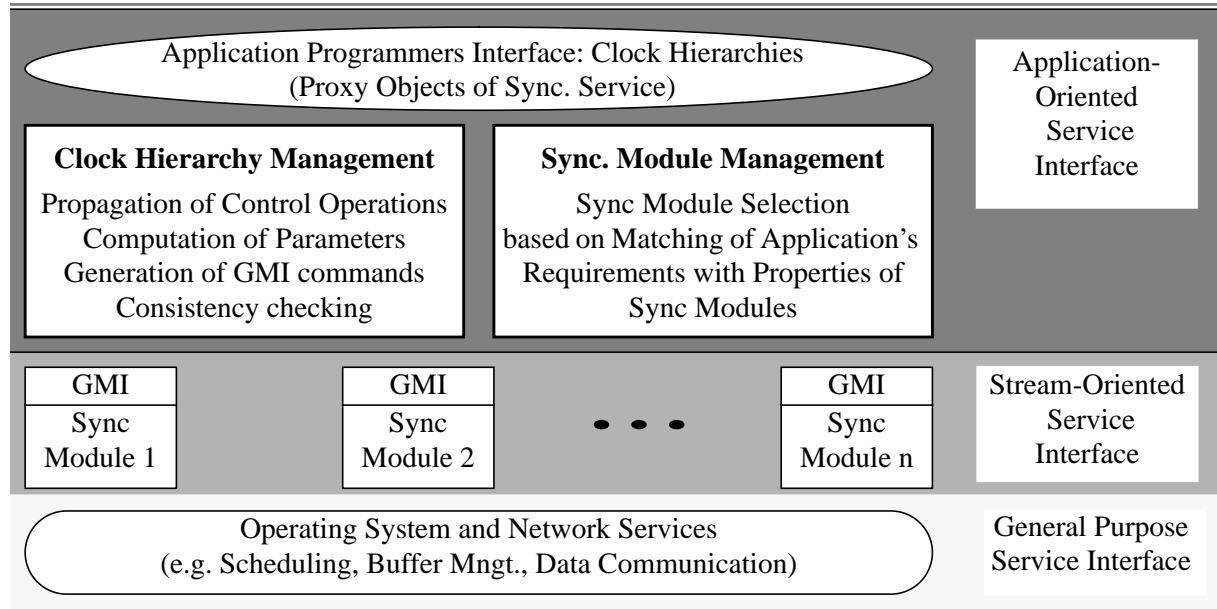 Application Programmers Interface: Clock Hierarchies
(Proxy Objects of Sync. Service)
Application-
Oriented
Service
Interface
Clock Hierarchy Management
Propagation of Control Operations
Computation of Parameters
Generation of GMI commands
Consistency checking
Sync. Module Management
Sync Module Selection
based on Matching of Application's
Requirements with Properties of
Sync Modules
GMI
Sync
Module 1
GMI
Sync
Module 2
GMI
Sync
Module n
Stream-Oriented
Service
Interface
Operating System and Network Services
(e.g. Scheduling, Buffer Mngt., Data Communication)
General Purpose
Service Interface